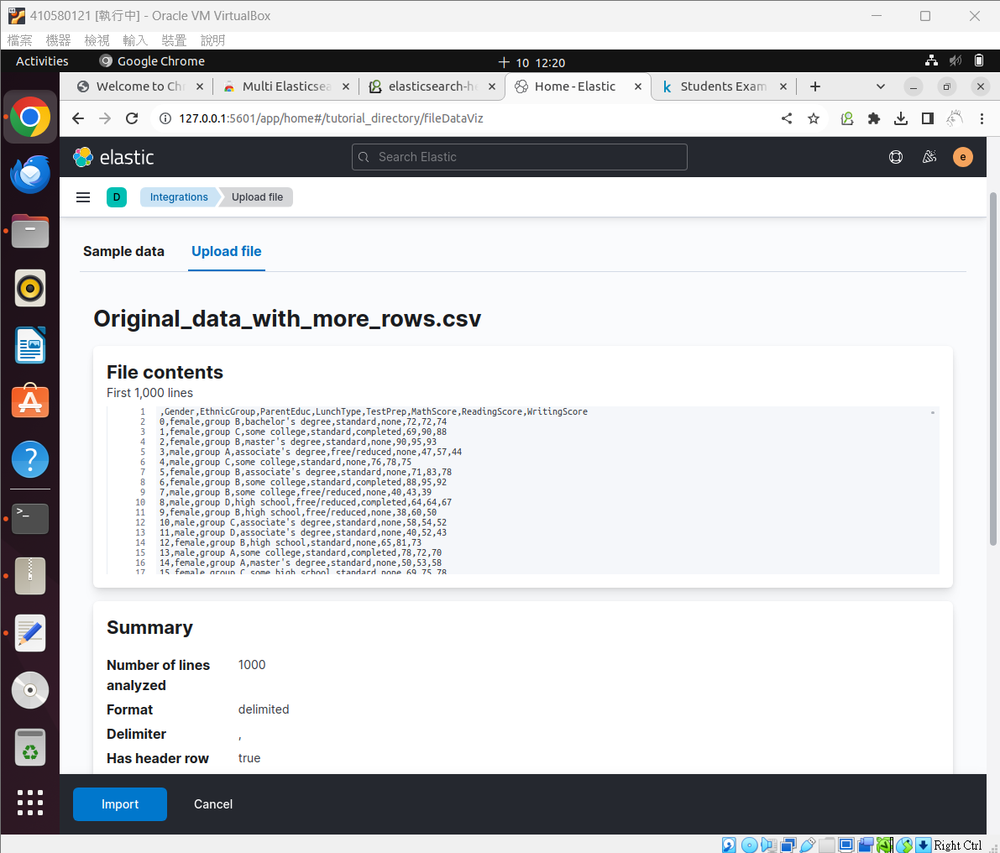 410580121 [執行中] - Oracle VM VirtualBox
檔案 機器 檢視 輸入 裝置 說明
Activities Google Chrome 十 10 12:20
Welcome to Ch Multi Elasticsea elasticsearch-he Home - Elastic Students Exam
127.0.0.1:5601/app/home#/tutorial_directory/fileDataViz
elastic Search Elastic e
D Integrations Upload file
Sample data Upload file
Original_data_with_more_rows.csv
File contents
First 1,000 lines
1 ,Gender,EthnicGroup,ParentEduc,LunchType,TestPrep,MathScore,ReadingScore,WritingScore
2 0,female,group B,bachelor's degree,standard,none,72,72,74
3 1,female,group C,some college,standard,completed,69,90,88
4 2,female,group B,master's degree,standard,none,90,95,93
5 3,male,group A,associate's degree,free/reduced,none,47,57,44
6 4,male,group C,some college,standard,none,76,78,75
7 5,female,group B,associate's degree,standard,none,71,83,78
8 6,female,group B,some college,standard,completed,88,95,92
9 7,male,group B,some college,free/reduced,none,40,43,39
10 8,male,group D,high school,free/reduced,completed,64,64,67
11 9,female,group B,high school,free/reduced,none,38,60,50
12 10,male,group C,associate's degree,standard,none,58,54,52
13 11,male,group D,associate's degree,standard,none,40,52,43
14 12,female,group B,high school,standard,none,65,81,73
15 13,male,group A,some college,standard,completed,78,72,70
16 14,female,group A,master's degree,standard,none,50,53,58
17 15,female,group C,some high school,standard,none,69,75,78
Summary
Number of lines analyzed 1000
Format delimited
Delimiter ,
Has header row true
Import Cancel
Right Ctrl